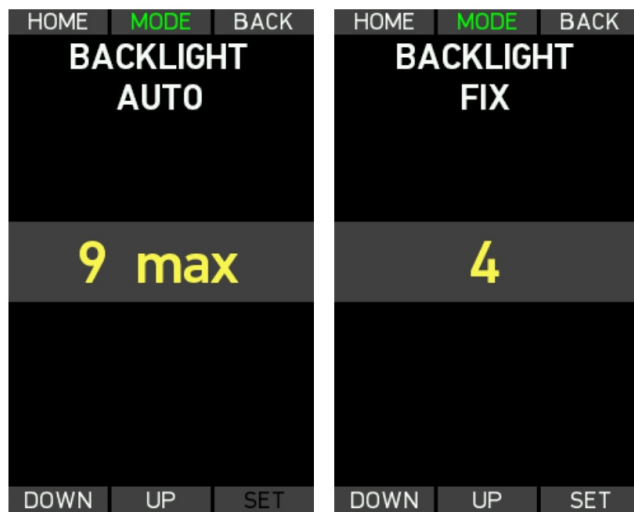 HOME MODE BACK
BACKLIGHT
AUTO
9 max
DOWN UP SET
HOME MODE BACK
BACKLIGHT
FIX
4
DOWN UP SET